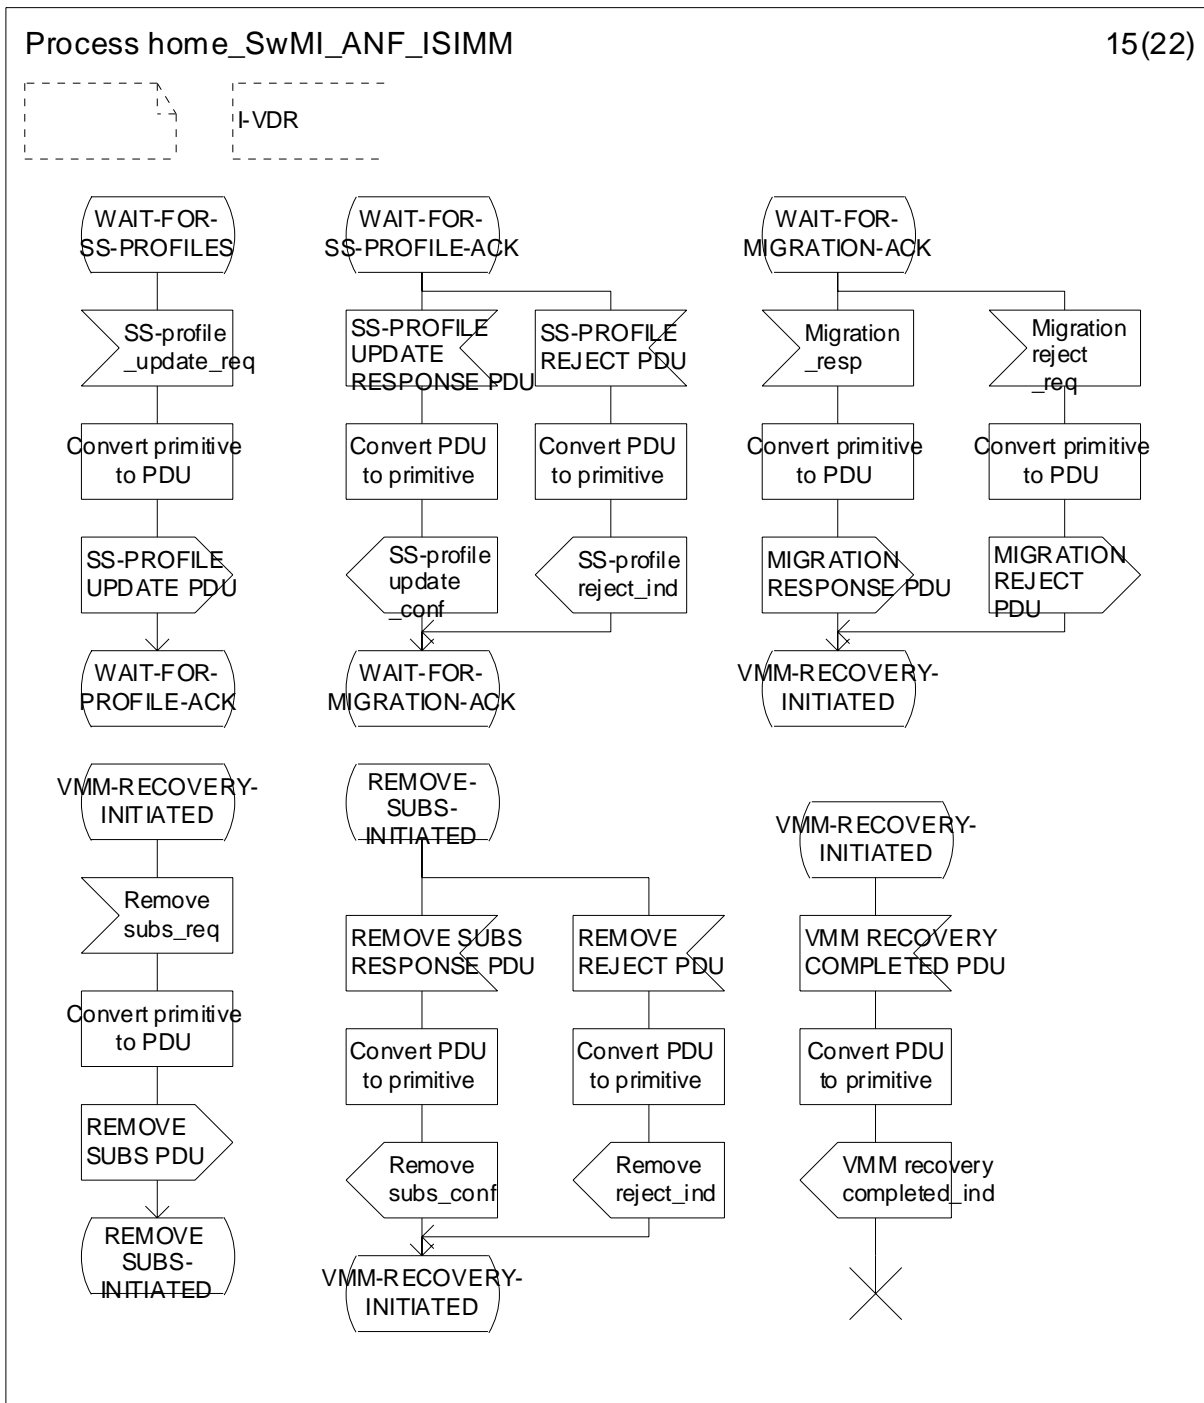 Process home_SwMI_ANF_ISIMM
15(22)
I-VDR
WAIT-FOR-
SS-PROFILES
SS-profile
_update_req
Convert primitive
to PDU
SS-PROFILE
UPDATE PDU
WAIT-FOR-
PROFILE-ACK
WAIT-FOR-
SS-PROFILE-ACK
SS-PROFILE
UPDATE
RESPONSE PDU
Convert PDU
to primitive
SS-profile
update
_conf
SS-PROFILE
REJECT PDU
Convert PDU
to primitive
SS-profile
reject_ind
WAIT-FOR-
MIGRATION-ACK
WAIT-FOR-
MIGRATION-ACK
Migration
_resp
Convert primitive
to PDU
MIGRATION
RESPONSE PDU
Migration
reject
_req
Convert primitive
to PDU
MIGRATION
REJECT
PDU
VMM-RECOVERY-
INITIATED
VMM-RECOVERY-
INITIATED
Remove
subs_req
Convert primitive
to PDU
REMOVE
SUBS PDU
REMOVE
SUBS-
INITIATED
REMOVE-
SUBS-
INITIATED
REMOVE SUBS
RESPONSE PDU
Convert PDU
to primitive
Remove
subs_conf
REMOVE
REJECT PDU
Convert PDU
to primitive
Remove
reject_ind
VMM-RECOVERY-
INITIATED
VMM-RECOVERY-
INITIATED
VMM RECOVERY
COMPLETED PDU
Convert PDU
to primitive
VMM recovery
completed_ind